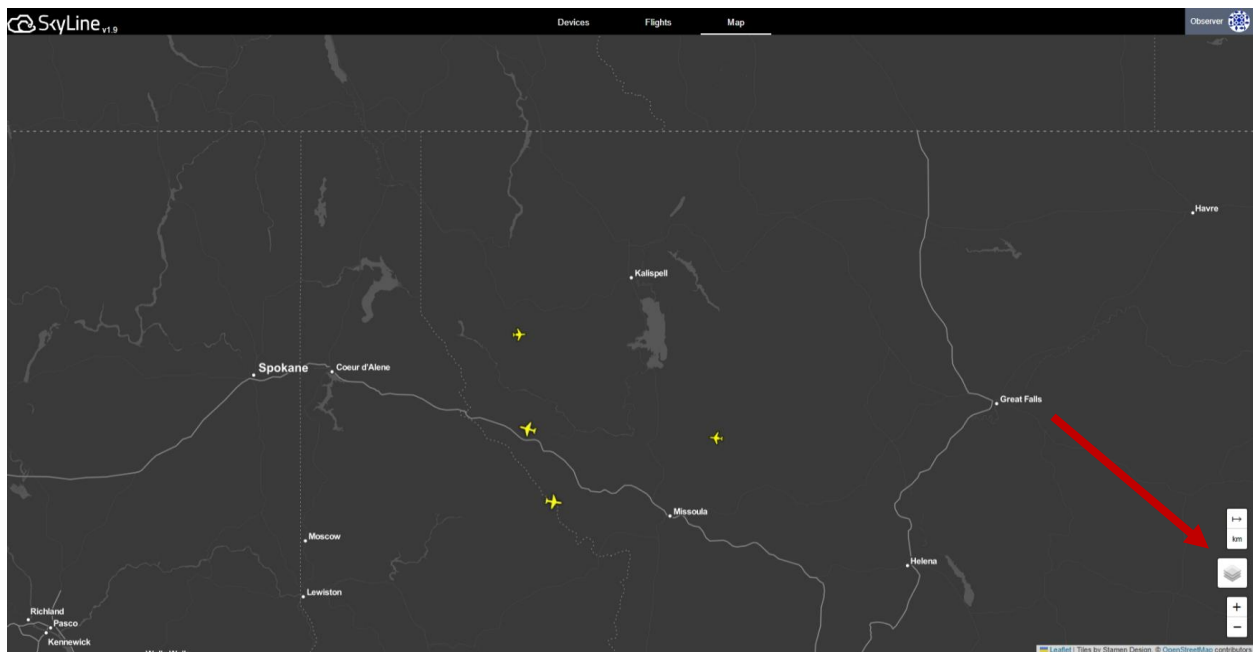 SkyLine v1.9
Devices
Flights
Map
Observer
Havre
Kalispell
Spokane
Coeur d'Alene
Great Falls
Missoula
km
Moscow
Helena
Lewiston
+
Richland
Pasco
−
Kennewick
Leaflet | Tiles by Stamen Design, © OpenStreetMap contributors